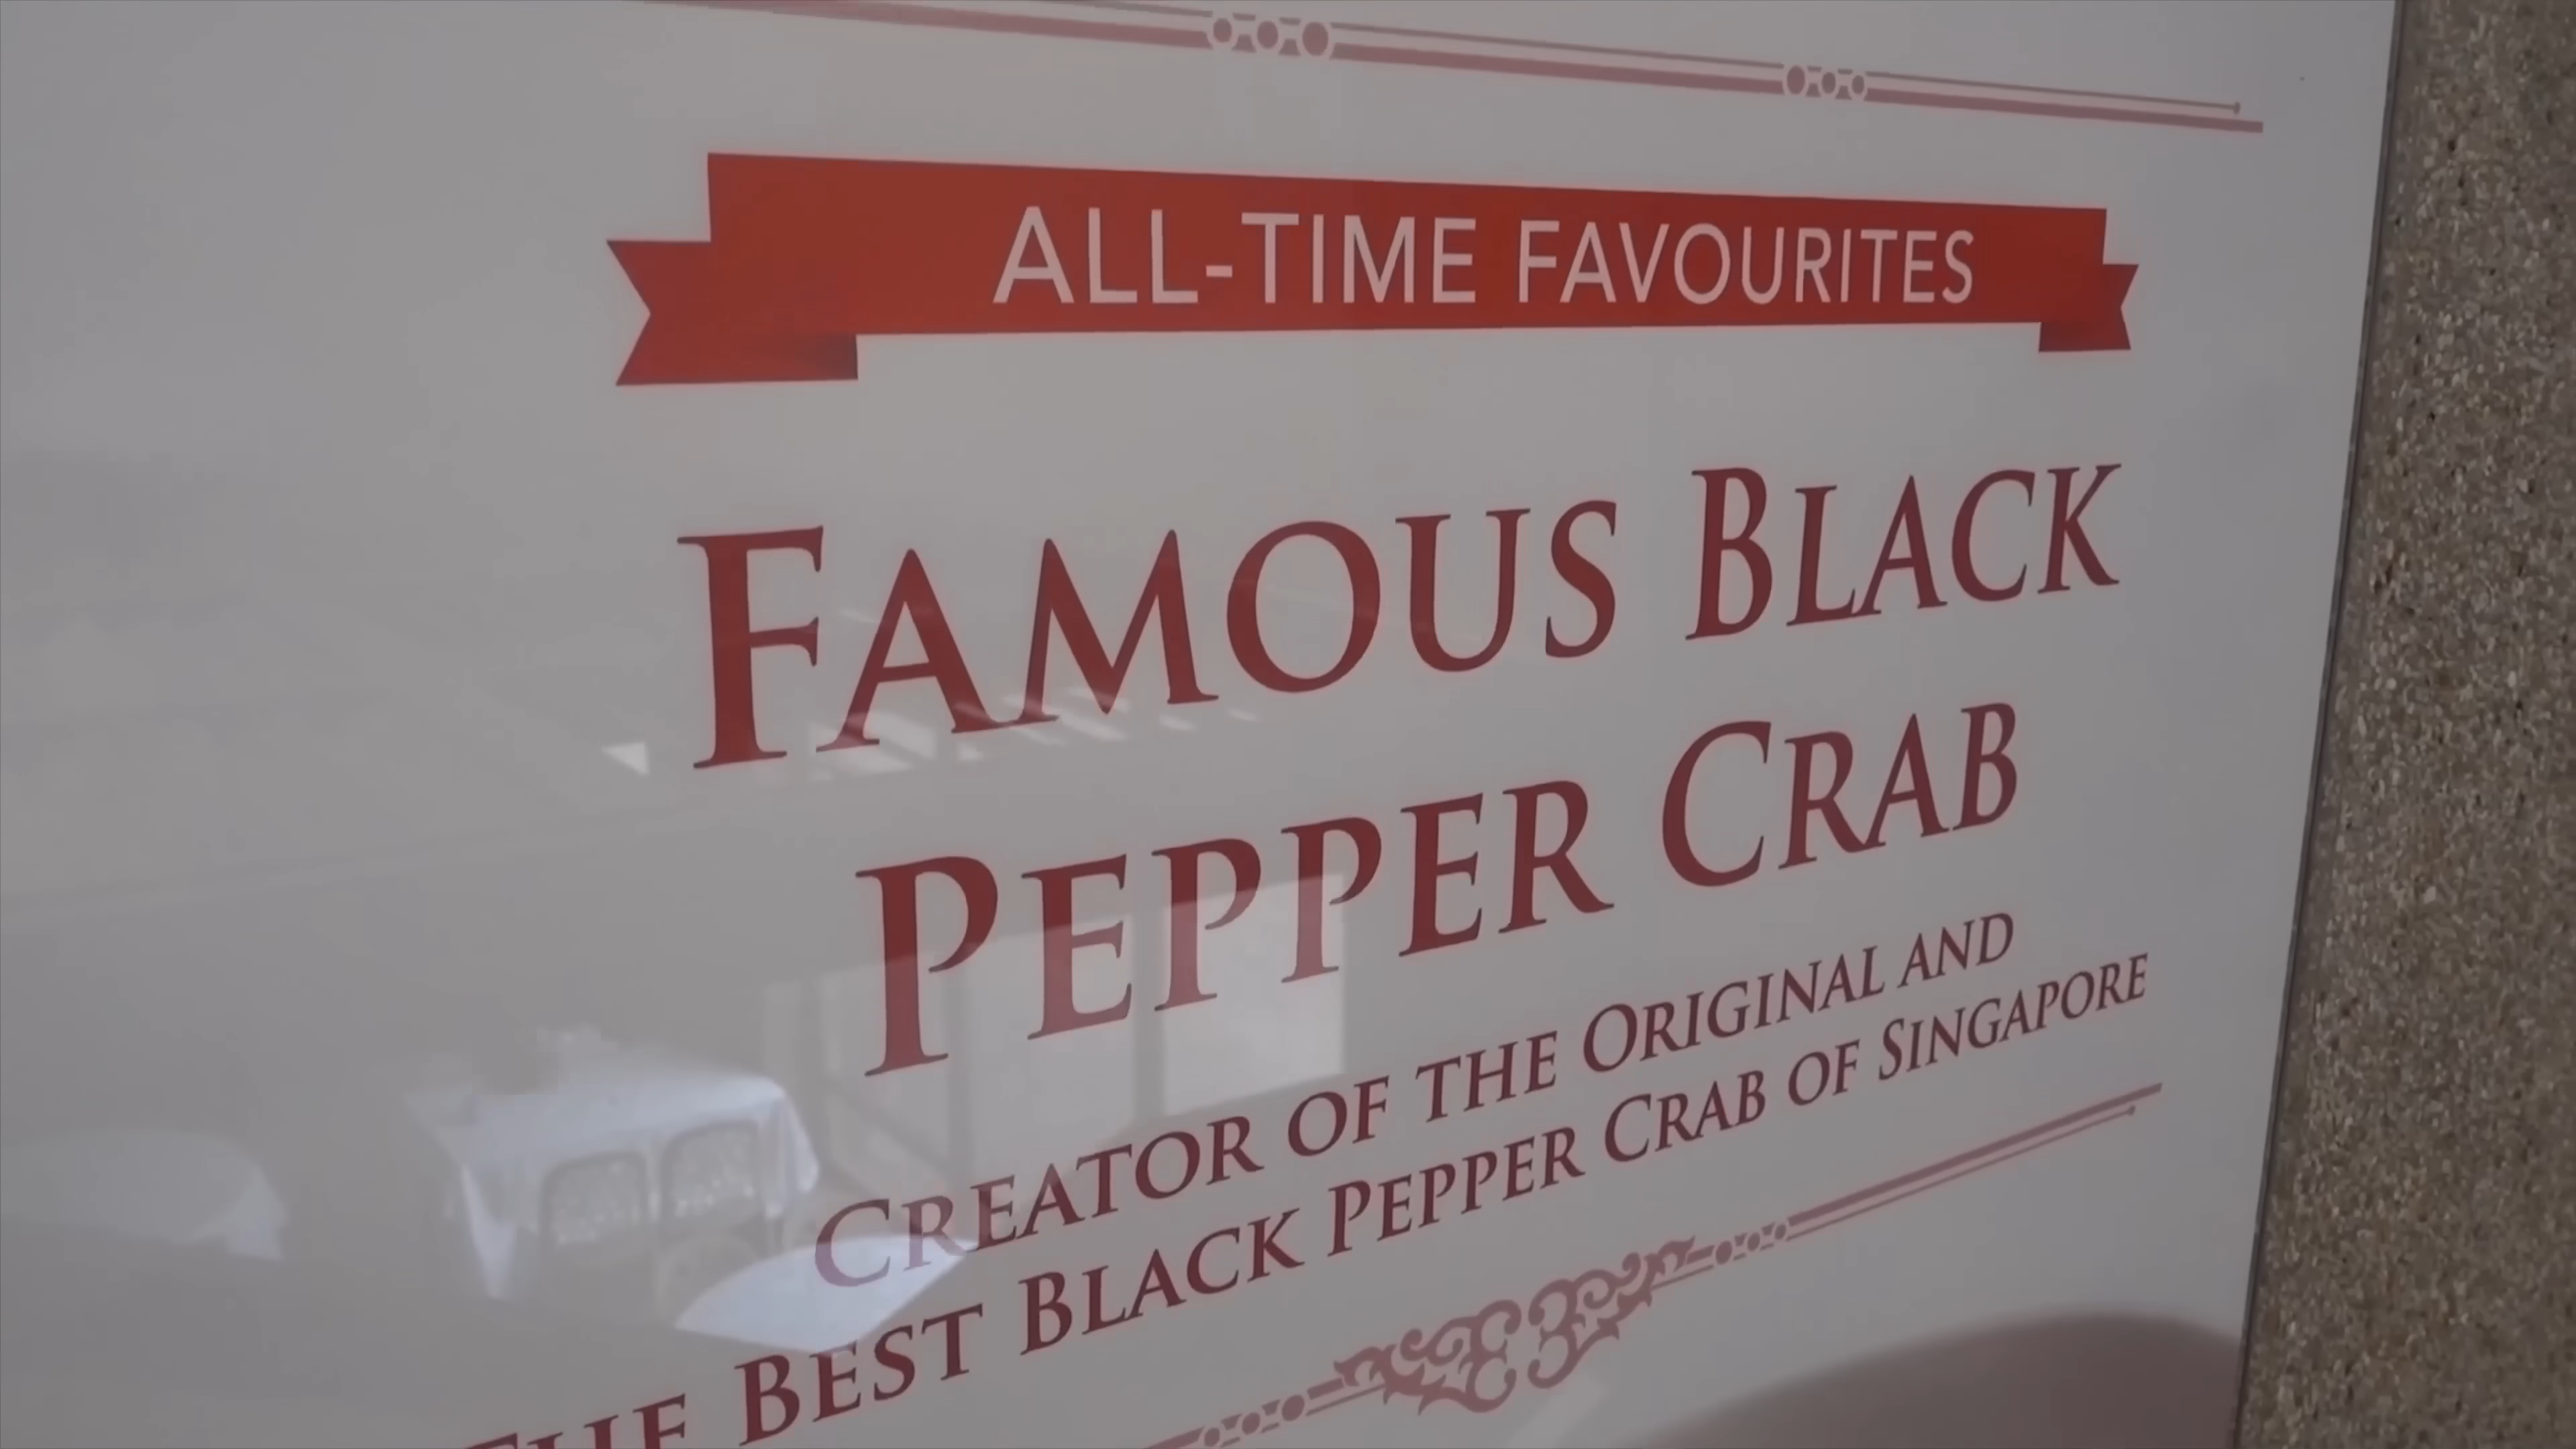 ALL-TIME FAVOURITES
FAMOUS BLACK
PEPPER CRAB
CREATOR OF THE ORIGINAL AND
THE BEST BLACK PEPPER CRAB OF SINGAPORE